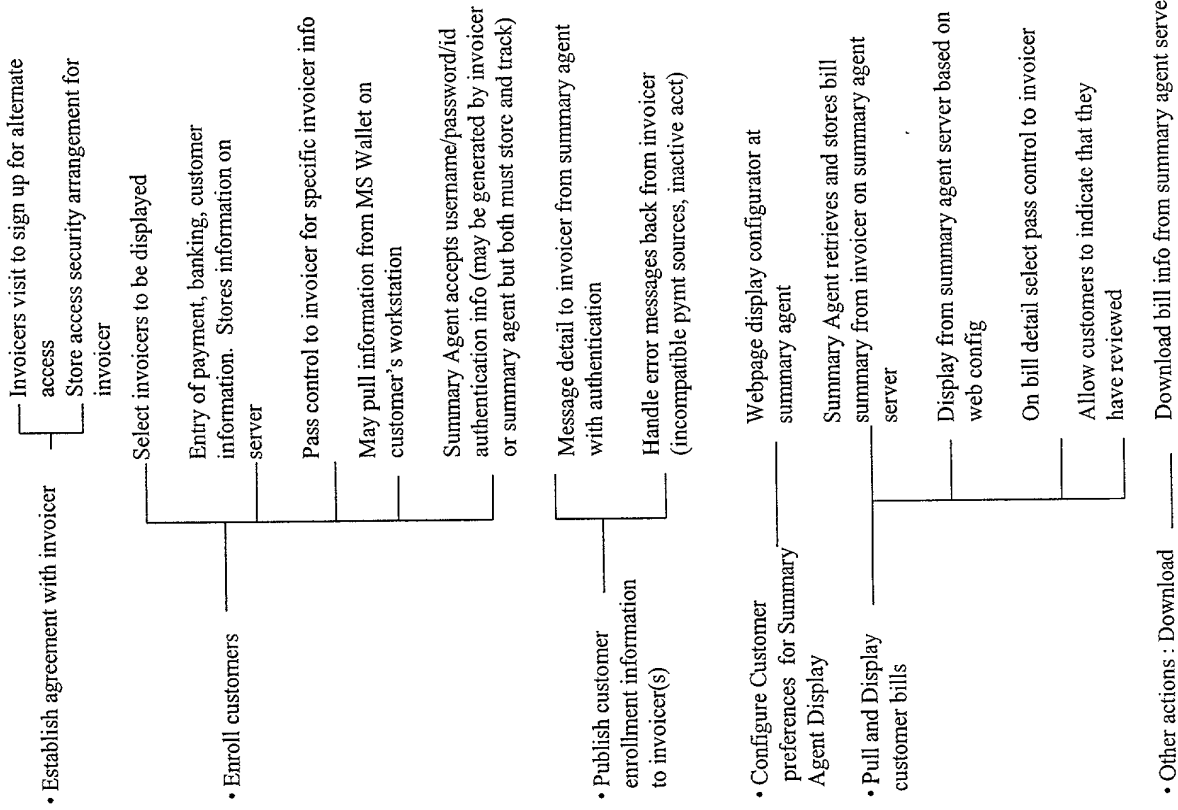 • Establish agreement with invoicer
Invoicers visit to sign up for alternate
access
Store access security arrangement for
invoicer
• Enroll customers
Select invoicers to be displayed
Entry of payment, banking, customer
information. Stores information on
server
Pass control to invoicer for specific invoicer info
May pull information from MS Wallet on
customer's workstation
Summary Agent accepts username/password/id
authentication info (may be generated by invoicer
or summary agent but both must store and track)
• Publish customer
enrollment information
to invoicer(s)
Message detail to invoicer from summary agent
with authentication
Handle error messages back from invoicer
(incompatible pymt sources, inactive acct)
• Configure Customer
preferences for Summary
Agent Display
Webpage display configurator at
summary agent
• Pull and Display
customer bills
Summary Agent retrieves and stores bill
summary from invoicer on summary agent
server
Display from summary agent server based on
web config
On bill detail select pass control to invoicer
Allow customers to indicate that they
have reviewed
• Other actions : Download
Download bill info from summary agent serve